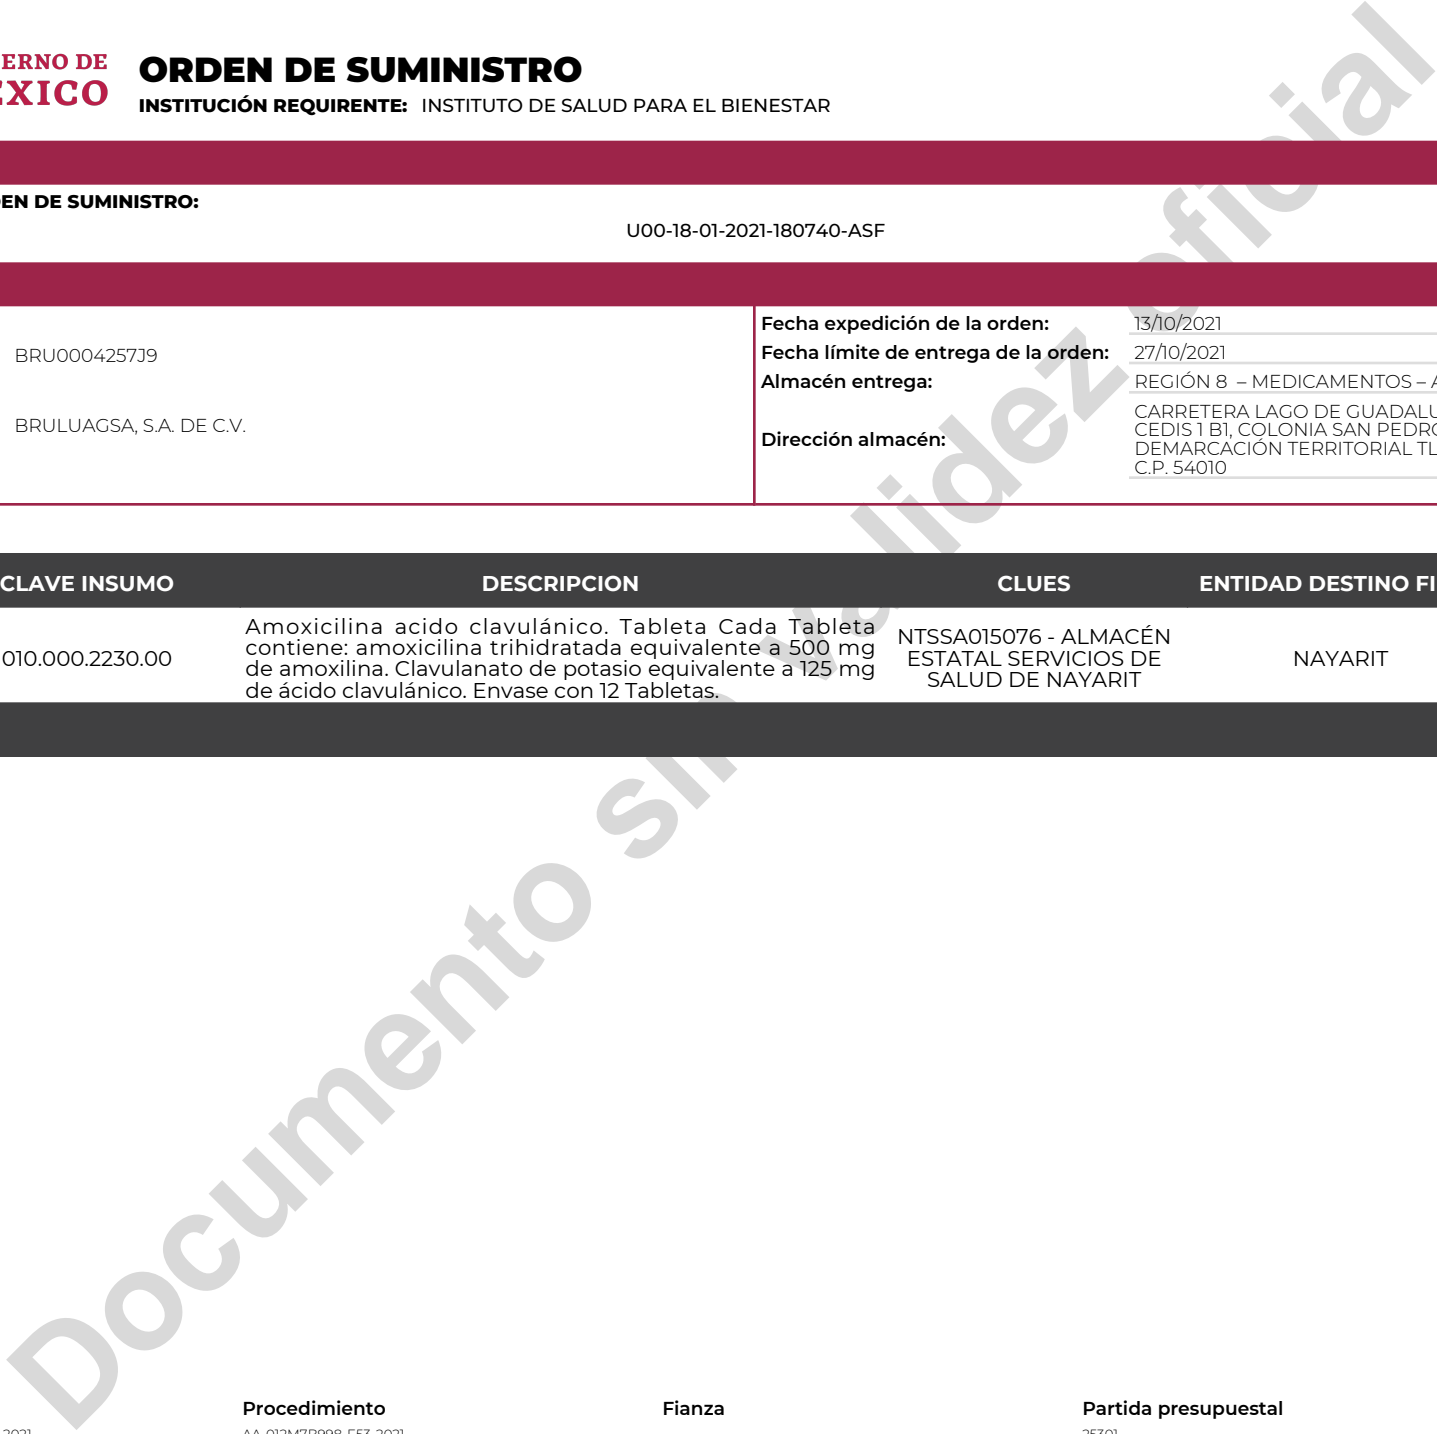 ERNO DE
EXICO
ORDEN DE SUMINISTRO
INSTITUCIÓN REQUIRENTE: INSTITUTO DE SALUD PARA EL BIENESTAR
EN DE SUMINISTRO:
U00-18-01-2021-180740-ASF
BRU0004257J9
BRULUAGSA, S.A. DE C.V.
Fecha expedición de la orden: 13/10/2021
Fecha límite de entrega de la orden: 27/10/2021
Almacén entrega: REGIÓN 8 – MEDICAMENTOS – A
Dirección almacén:
CARRETERA LAGO DE GUADALU
CEDIS 1 B1, COLONIA SAN PEDRO
DEMARCACIÓN TERRITORIAL TL
C.P. 54010
CLAVE INSUMO DESCRIPCION CLUES ENTIDAD DESTINO FI
010.000.2230.00
Amoxicilina acido clavulánico. Tableta Cada Tableta
contiene: amoxicilina trihidratada equivalente a 500 mg
de amoxilina. Clavulanato de potasio equivalente a 125 mg
de ácido clavulánico. Envase con 12 Tabletas.
NTSSA015076 - ALMACÉN
ESTATAL SERVICIOS DE
SALUD DE NAYARIT
NAYARIT
Documento sin validez oficial
Procedimiento Fianza Partida presupuestal